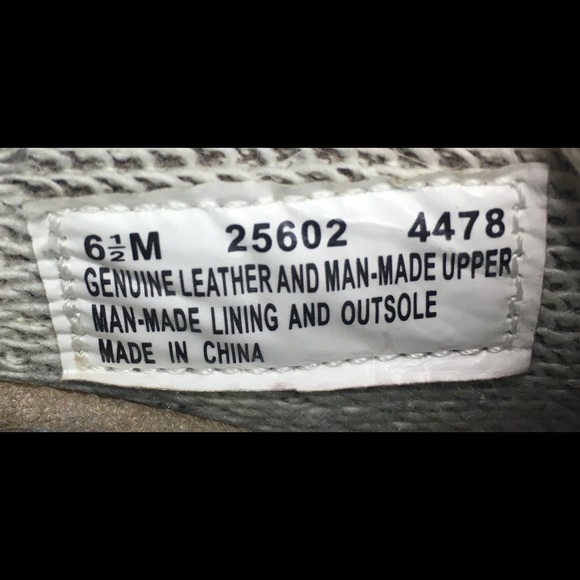 6½M 25602 4478
GENUINE LEATHER AND MAN-MADE UPPER
MAN-MADE LINING AND OUTSOLE
MADE IN CHINA